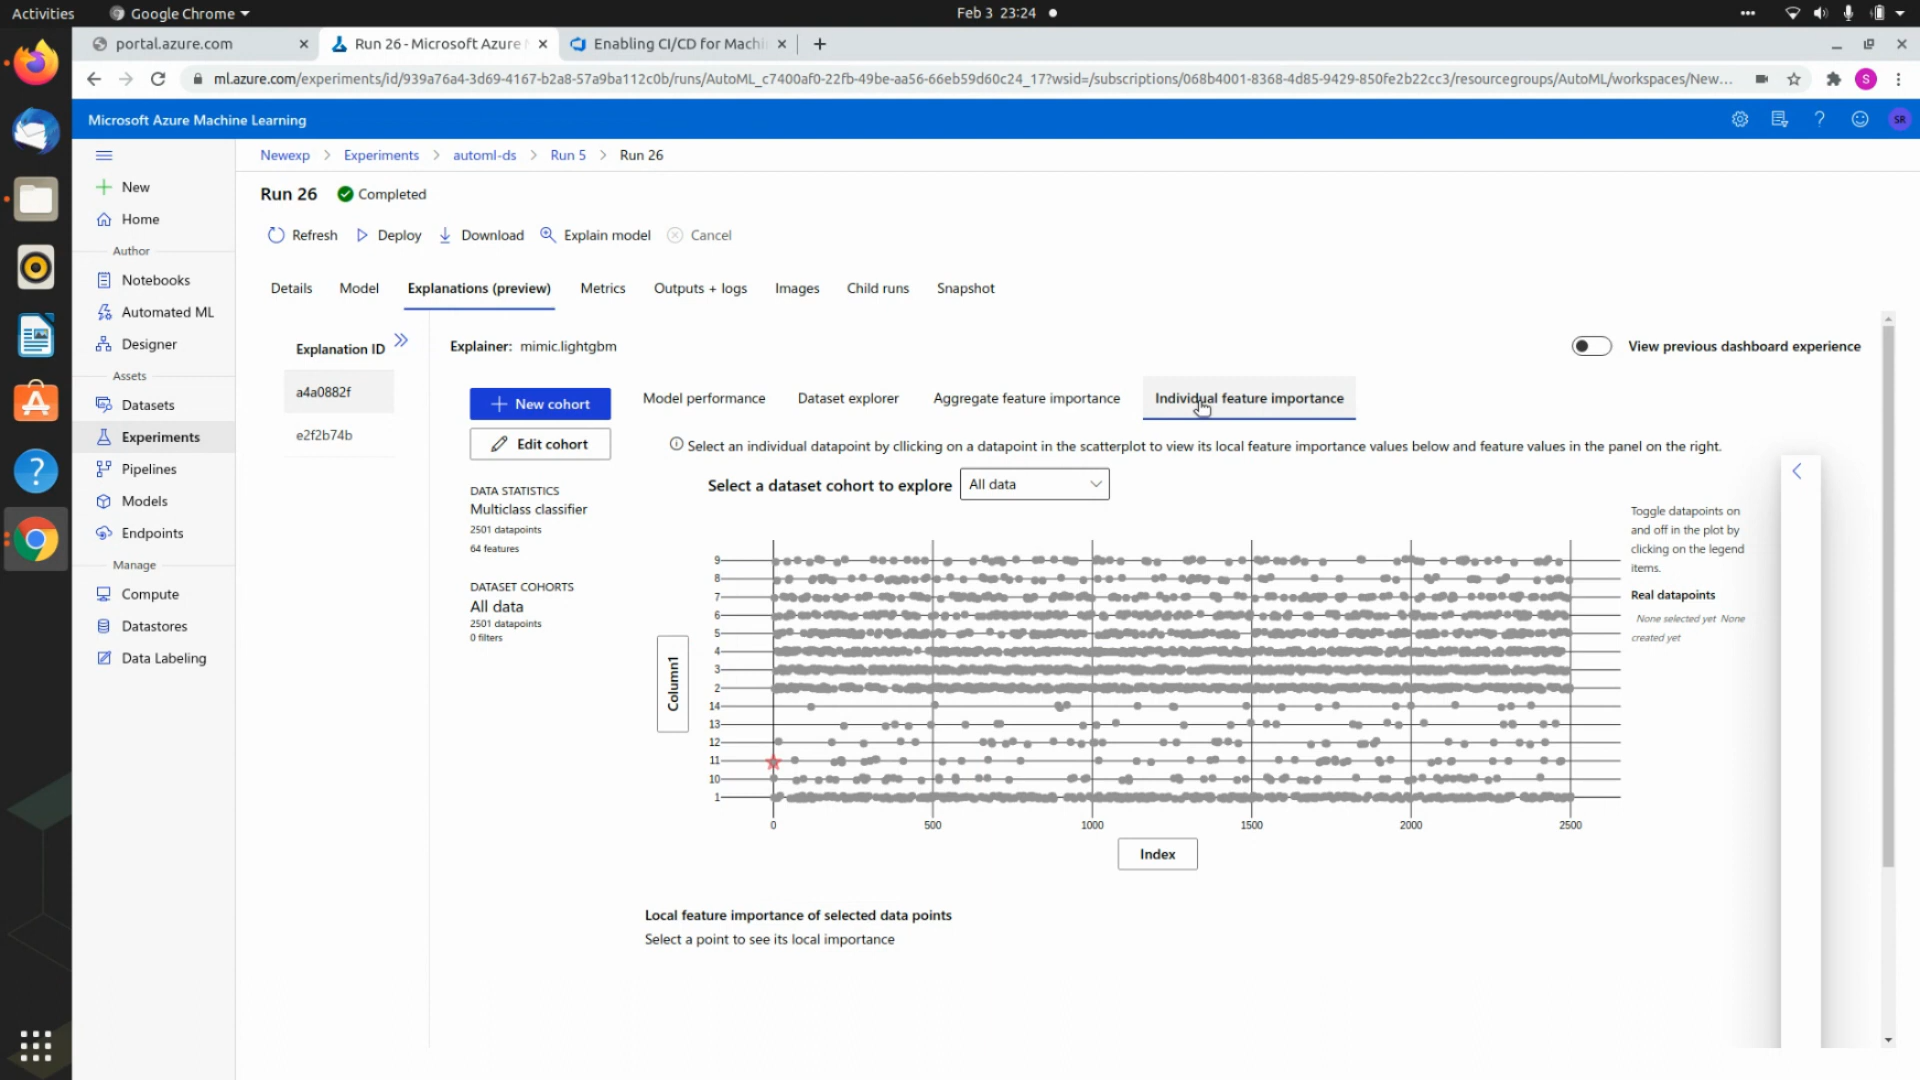 Activities
Google Chrome
Feb 3 23:24
portal.azure.com
Run 26 - Microsoft Azure
Enabling CI/CD for Machi
ml.azure.com/experiments/id/939a76a4-3d69-4167-b2a8-57a9ba112c0b/runs/AutoML_c7400af0-22fb-49be-aa56-66eb59d60c24_17?wsid=/subscriptions/068b4001-8368-4d85-9429-850fe2b22cc3/resourcegroups/AutoML/workspaces/New...
S
Microsoft Azure Machine Learning
SR
Newexp > Experiments > automl-ds > Run 5 > Run 26
New
Home
Author
Notebooks
Automated ML
Designer
Assets
Datasets
Experiments
Pipelines
Models
Endpoints
Manage
Compute
Datastores
Data Labeling
Run 26
Completed
Refresh
Deploy
Download
Explain model
Cancel
Details
Model
Explanations (preview)
Metrics
Outputs + logs
Images
Child runs
Snapshot
Explanation ID
a4a0882f
e2f2b74b
Explainer: mimic.lightgbm
View previous dashboard experience
New cohort
Edit cohort
DATA STATISTICS
Multiclass classifier
2501 datapoints
64 features
DATASET COHORTS
All data
2501 datapoints
0 filters
Model performance
Dataset explorer
Aggregate feature importance
Individual feature importance
Select an individual datapoint by cllicking on a datapoint in the scatterplot to view its local feature importance values below and feature values in the panel on the right.
Select a dataset cohort to explore
All data
Column1
9
8
7
6
5
4
3
2
14
13
12
11
10
1
0
500
1000
1500
2000
2500
Index
Toggle datapoints on
and off in the plot by
clicking on the legend
items.
Real datapoints
None selected yet None
created yet
Local feature importance of selected data points
Select a point to see its local importance